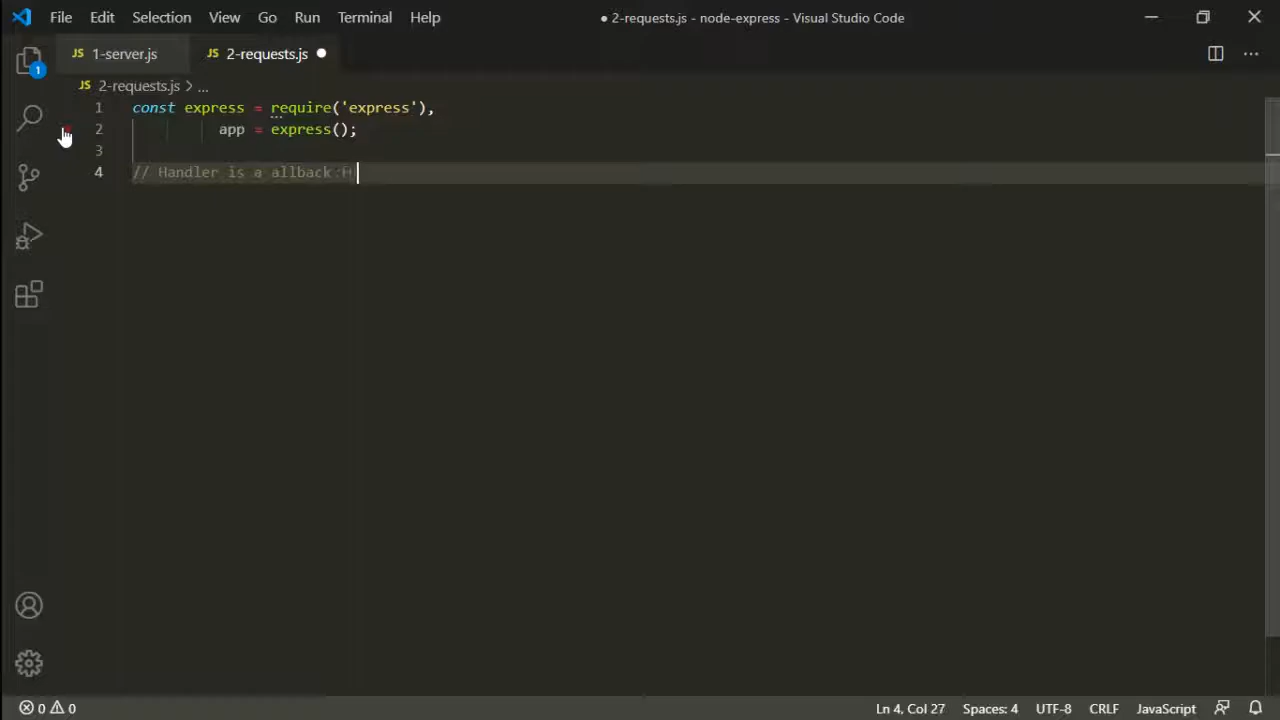 File Edit Selection View Go Run Terminal Help ● 2-requests.js - node-express - Visual Studio Code
JS 1-server.js JS 2-requests.js ●
1
JS 2-requests.js > ...
1 const express = require('express'),
2 app = express();
3
4 // Handler is a allback
0 0 Ln 4, Col 27 Spaces: 4 UTF-8 CRLF JavaScript